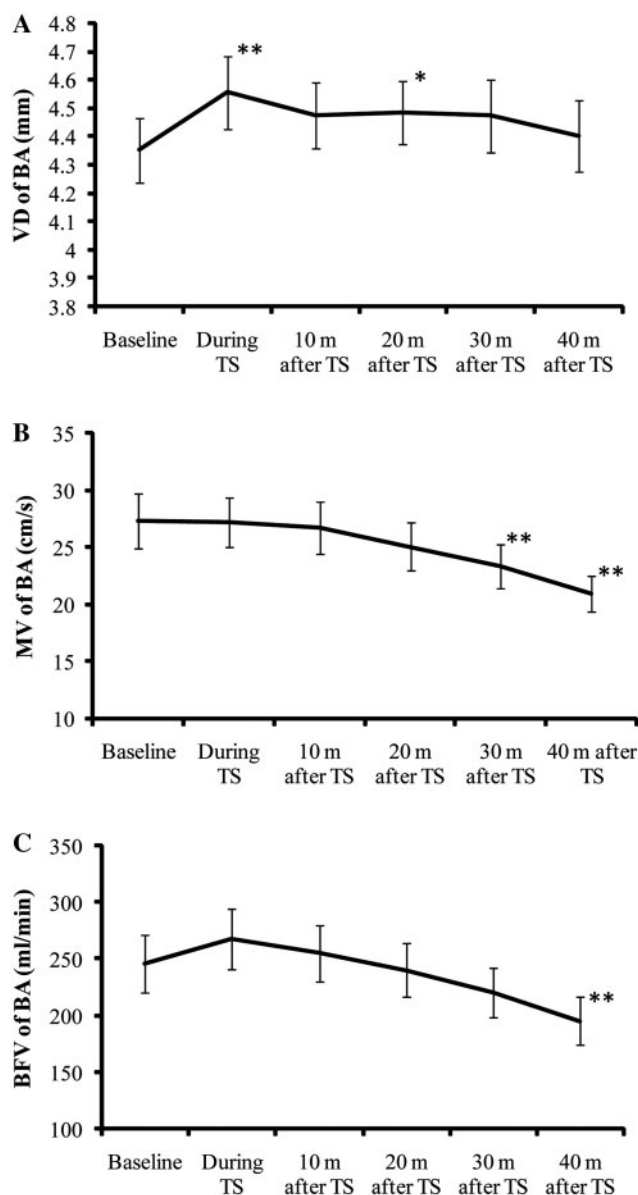 A
VD of BA (mm)
4.8
4.7
4.6
4.5
4.4
4.3
4.2
4.1
4
3.9
3.8
**
*
Baseline During 10 m 20 m 30 m 40 m
TS after TS after TS after TS after TS
B
MV of BA (cm/s)
35
30
25
20
15
10
**
**
Baseline During 10 m 20 m 30 m 40 m after
TS after TS after TS after TS TS
C
BFV of BA (ml/min)
350
300
250
200
150
100
**
Baseline During 10 m 20 m 30 m 40 m
TS after TS after TS after TS after TS